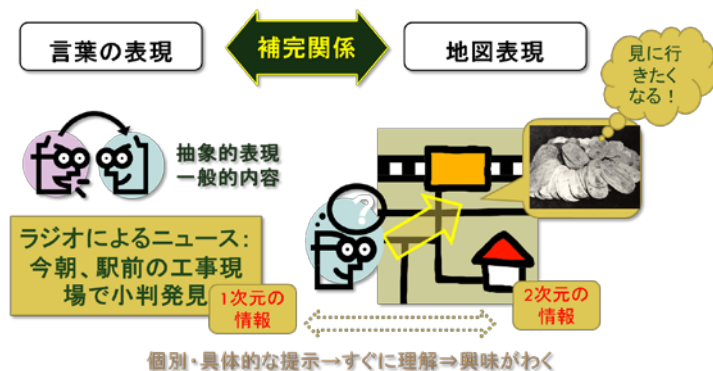 言葉の表現
補完関係
地図表現
見に行
きたく
なる！
抽象的表現
一般的内容
?
ラジオによるニュース：
今朝、駅前の工事現
場で小判発見
1次元の
情報
2次元の
情報
個別・具体的な提示→すぐに理解⇒興味がわく